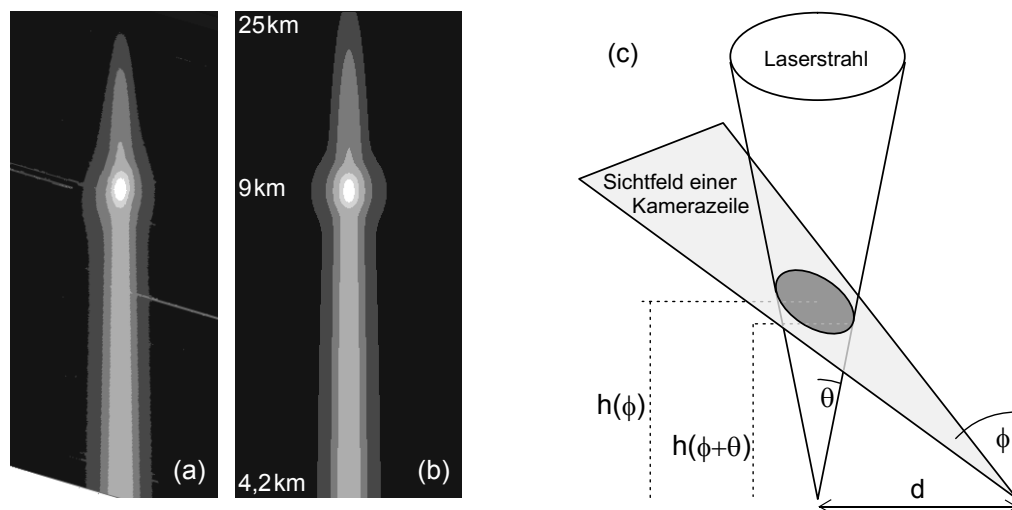 25km
9km
4,2km
(a)
(b)
(c)
Laserstrahl
Sichtfeld einer
Kamerazeile
h(ϕ)
h(ϕ+θ)
θ
ϕ
d